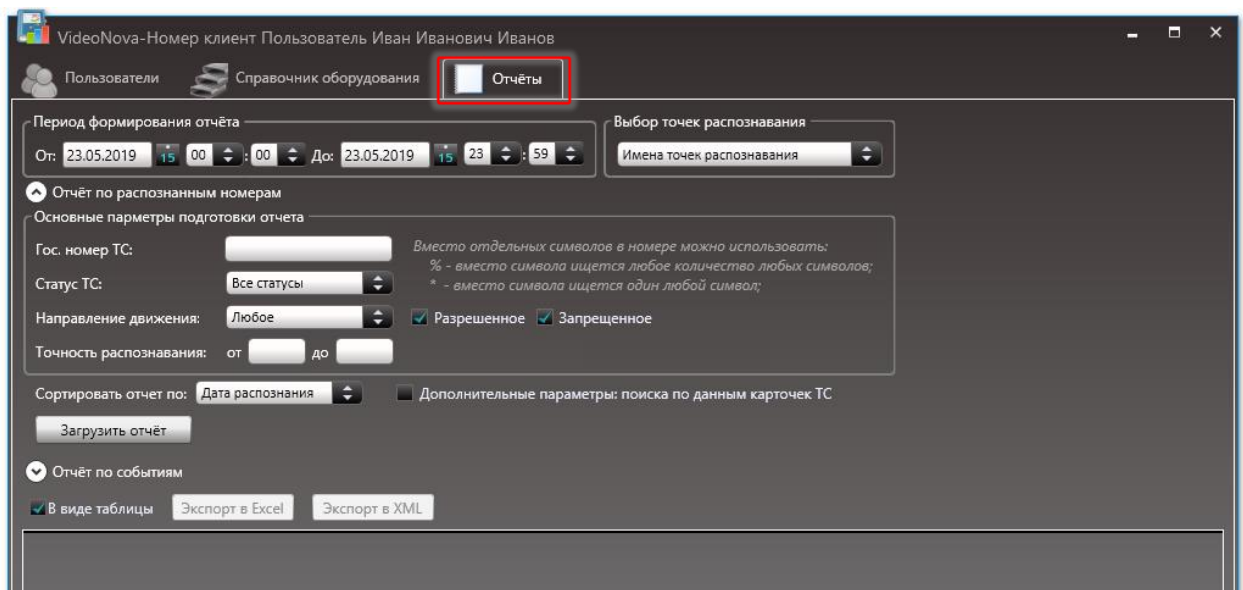 VideoNova-Номер клиент Пользователь Иван Иванович Иванов
Пользователи Справочник оборудования Отчёты
Период формирования отчёта Выбор точек распознавания
От: 23.05.2019 15 00 : 00 До: 23.05.2019 15 23 : 59 Имена точек распознавания
Отчёт по распознанным номерам
Основные парметры подготовки отчета
Гос. номер ТС: Вместо отдельных символов в номере можно использовать:
% - вместо символа ищется любое количество любых символов;
Статус ТС: Все статусы * - вместо символа ищется один любой символ;
Направление движения: Любое Разрешенное Запрещенное
Точность распознавания: от до
Сортировать отчет по: Дата распознания Дополнительные параметры: поиска по данным карточек ТС
Загрузить отчёт
Отчёт по событиям
В виде таблицы Экспорт в Excel Экспорт в XML